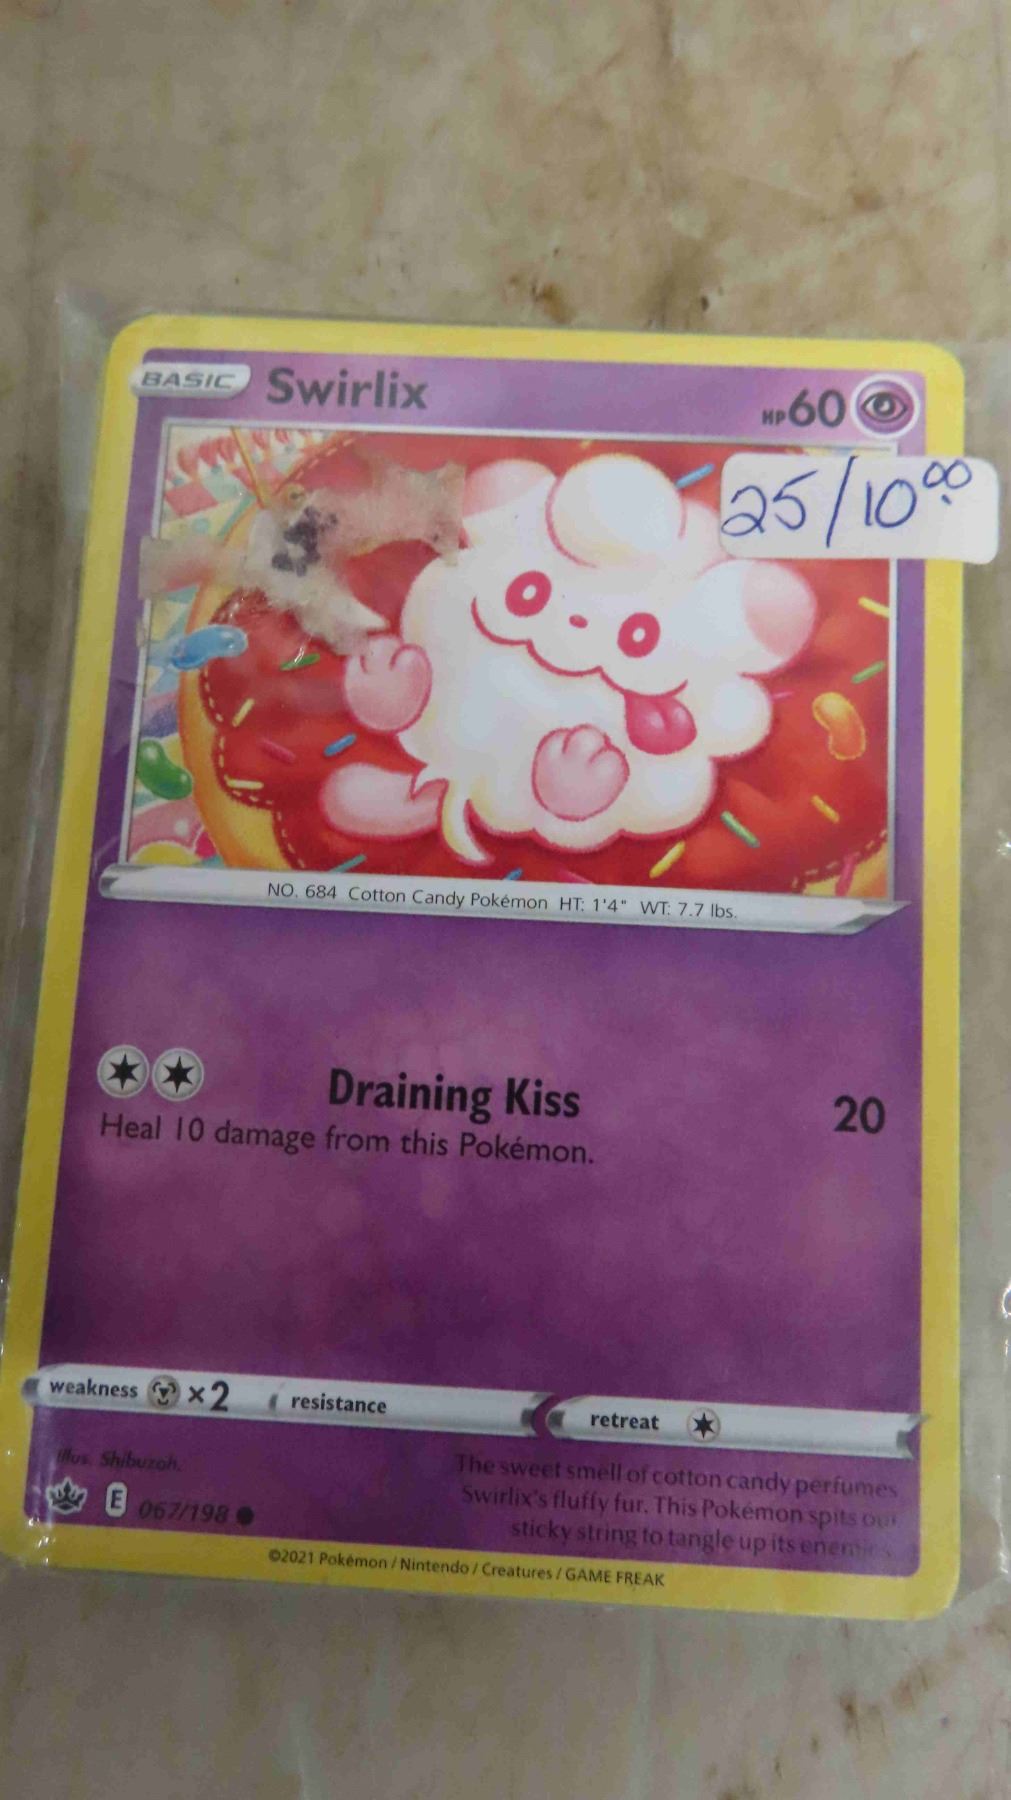 BASIC Swirlix HP60
25/10.00
NO. 684 Cotton Candy Pokémon HT: 1'4" WT: 7.7 lbs.
Draining Kiss 20
Heal 10 damage from this Pokémon.
weakness ×2 resistance retreat
Illus. Shibuzoh.
The sweet smell of cotton candy perfumes
Swirlix's fluffy fur. This Pokémon spits out
sticky string to tangle up its enemies.
E 067/198
©2021 Pokémon / Nintendo / Creatures / GAME FREAK